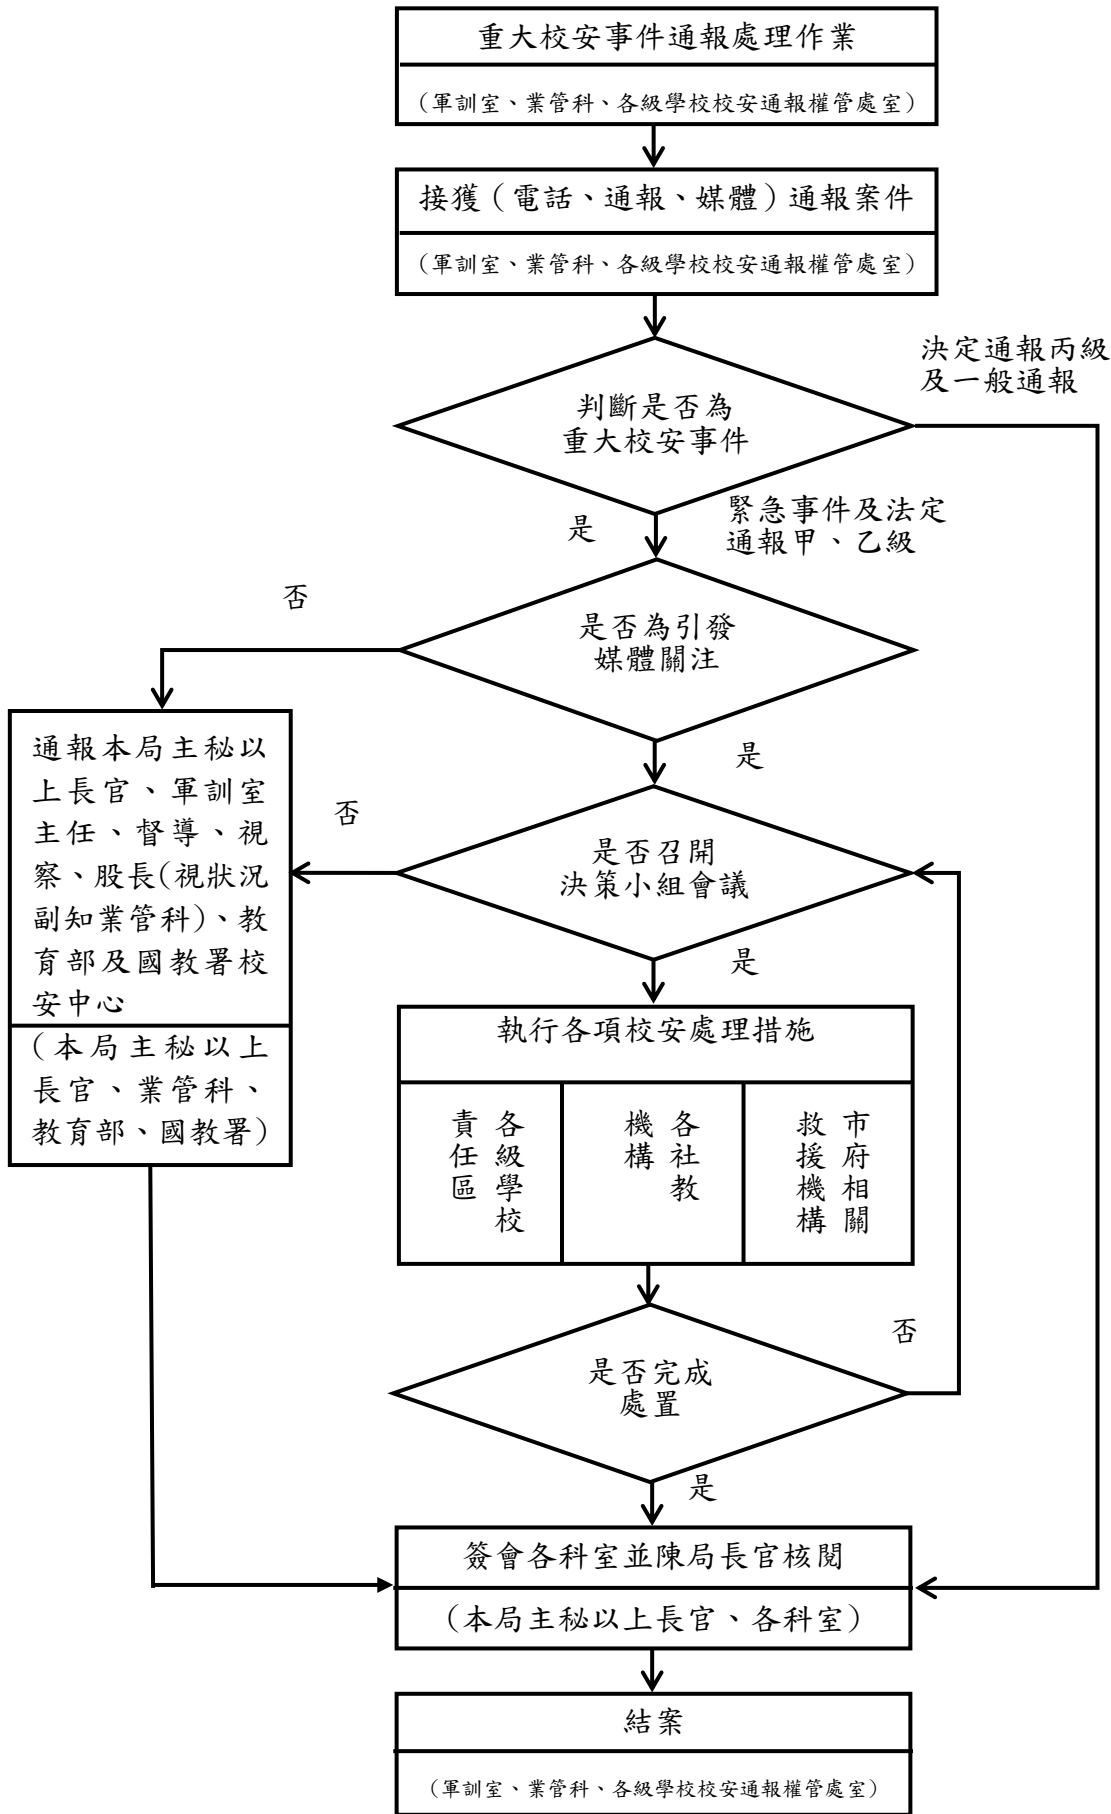 重大校安事件通報處理作業
（軍訓室、業管科、各級學校校安通報權管處室）
接獲（電話、通報、媒體）通報案件
（軍訓室、業管科、各級學校校安通報權管處室）
決定通報丙級
及一般通報
判斷是否為
重大校安事件
是
緊急事件及法定
通報甲、乙級
否
是否為引發
媒體關注
是
通報本局主秘以
上長官、軍訓室
主任、督導、視
察、股長(視狀況
副知業管科)、教
育部及國教署校
安中心
（本局主秘以上
長官、業管科、
教育部、國教署）
否
是否召開
決策小組會議
是
執行各項校安處理措施
各級學校
責任區
各社教
機構
市府相關
救援機構
否
是否完成
處置
是
簽會各科室並陳局長官核閱
（本局主秘以上長官、各科室）
結案
（軍訓室、業管科、各級學校校安通報權管處室）